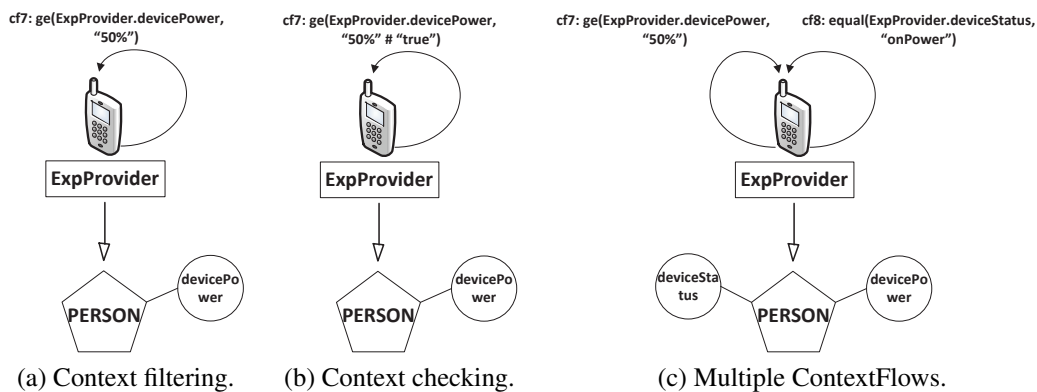 cf7: ge(ExpProvider.devicePower,
"50%")
ExpProvider
devicePo
wer
PERSON
(a) Context filtering.
cf7: ge(ExpProvider.devicePower,
"50%" # "true")
ExpProvider
devicePo
wer
PERSON
(b) Context checking.
cf7: ge(ExpProvider.devicePower,
"50%")
cf8: equal(ExpProvider.deviceStatus,
"onPower")
ExpProvider
deviceSta
tus
devicePo
wer
PERSON
(c) Multiple ContextFlows.